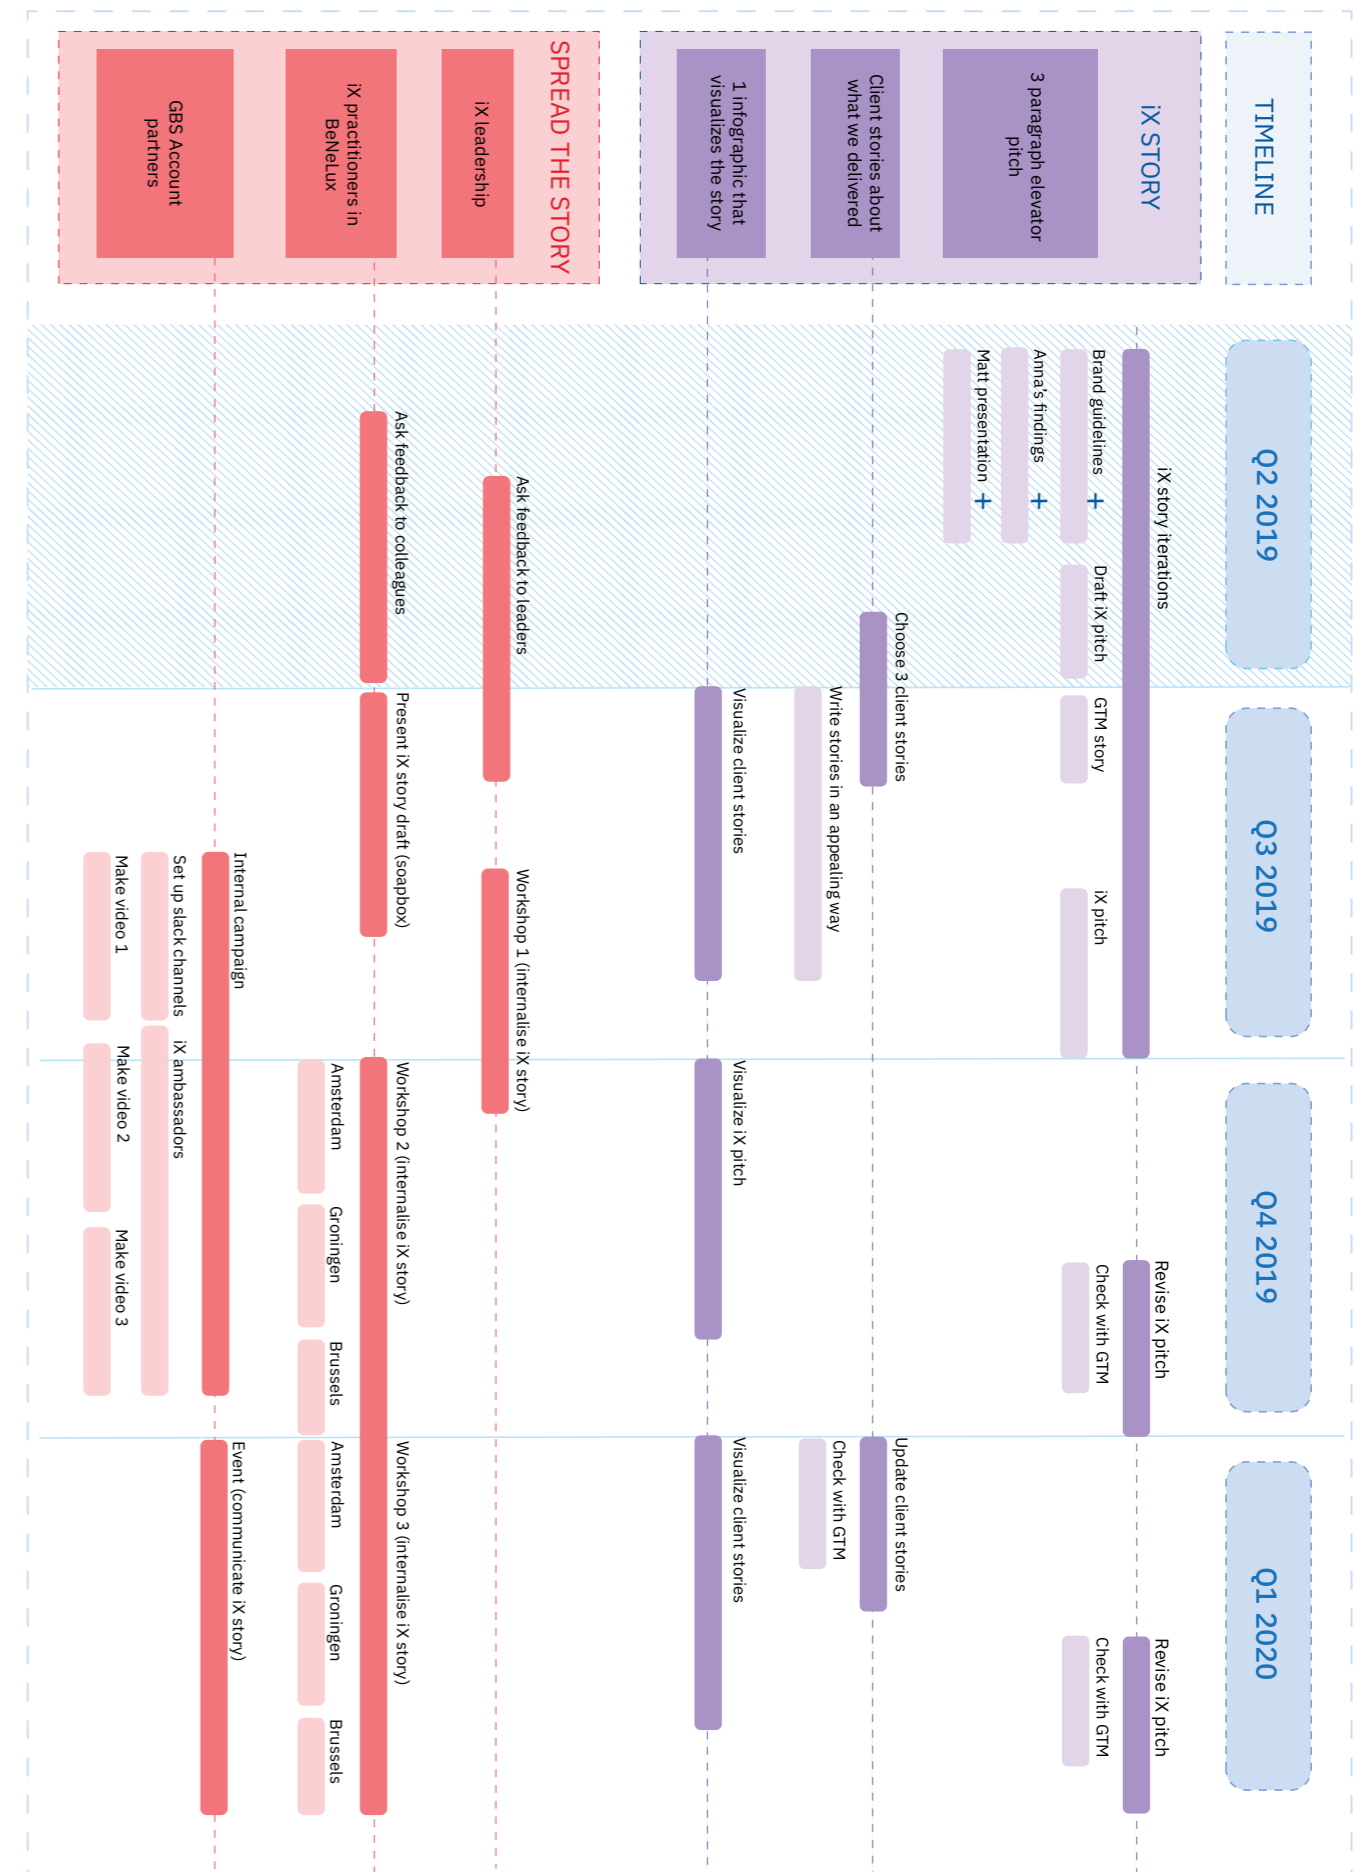 TIMELINE
Q2 2019
Q3 2019
Q4 2019
Q1 2020
iX STORY
3 paragraph elevator
pitch
iX story iterations
Revise iX pitch
Revise iX pitch
Brand guidelines +
Draft iX pitch
GTM story
iX pitch
Check with GTM
Check with GTM
Anna's findings +
Matt presentation +
Client stories about
what we delivered
Choose 3 client stories
Update client stories
Write stories in an appealing way
Check with GTM
1 infographic that
visualizes the story
Visualize client stories
Visualize iX pitch
Visualize client stories
SPREAD THE STORY
iX leadership
Ask feedback to leaders
Workshop 1 (internalise iX story)
iX practitioners in
BeNeLux
Ask feedback to colleagues
Present iX story draft (soapbox)
Workshop 2 (internalise iX story)
Workshop 3 (internalise iX story)
Amsterdam
Groningen
Brussels
Amsterdam
Groningen
Brussels
GBS Account
partners
Internal campaign
Event (communicate iX story)
Set up slack channels
iX ambassadors
Make video 1
Make video 2
Make video 3